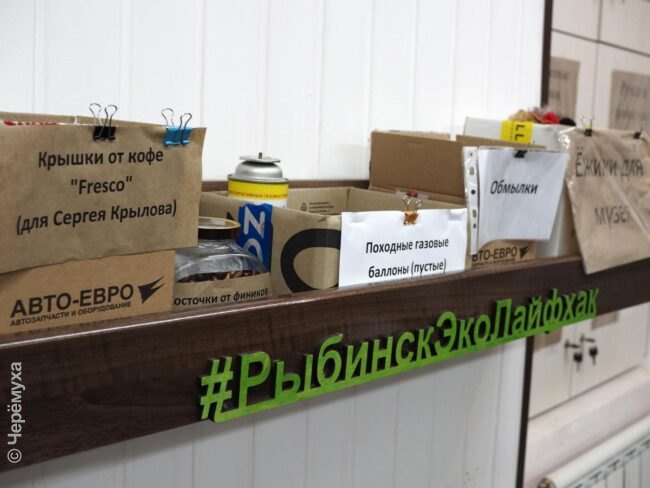 Крышки от кофе
"Fresco"
(для Сергея Крылова)
АВТО-ЕВРО
АВТОЗАПЧАСТИ И ОБОРУДОВАНИЕ
косточки от фиников
OZ
Походные газовые
баллоны (пустые)
Обмылки
АВТО-ЕВРО
Ёжики для
музея
#РыбинскЭкоЛайфхак
© Черёмуха